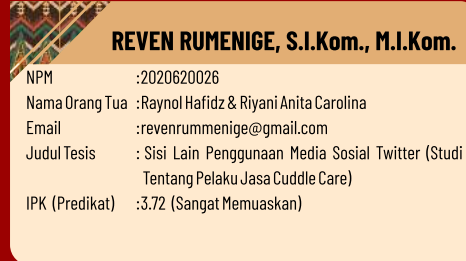 REVEN RUMENIGE, S.I.Kom., M.I.Kom.
NPM :2020620026
Nama Orang Tua :Raynol Hafidz & Riyani Anita Carolina
Email :revenrummenige@gmail.com
Judul Tesis : Sisi Lain Penggunaan Media Sosial Twitter (Studi
Tentang Pelaku Jasa Cuddle Care)
IPK (Predikat) :3.72 (Sangat Memuaskan)